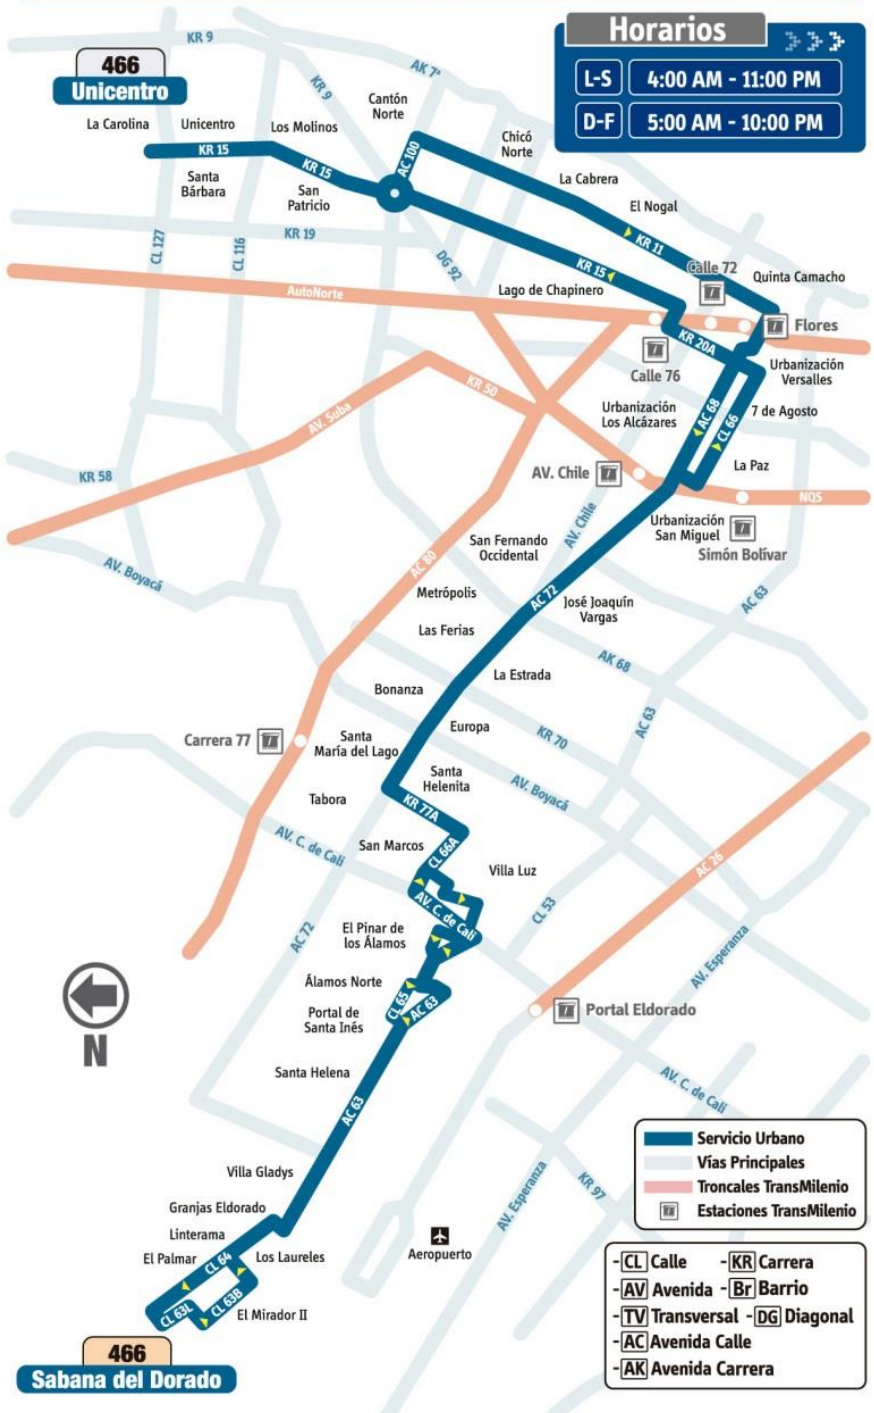 KR 9
466
Unicentro
Horarios
L-S 4:00 AM - 11:00 PM
D-F 5:00 AM - 10:00 PM
AK 7ª
KR 9
Cantón
Norte
La Carolina
Unicentro
Los Molinos
Chicó
Norte
KR 15
AC 100
KR 15
Santa
Bárbara
San
Patricio
La Cabrera
El Nogal
KR 19
CL 127
CL 116
DG 92
KR 11
KR 15
Calle 72
Quinta Camacho
AutoNorte
Lago de Chapinero
Flores
KR 20A
Calle 76
Urbanización
Versalles
KR 50
AV. Suba
Urbanización
Los Alcázares
AC 68
CL 66
7 de Agosto
La Paz
KR 58
AV. Chile
NQS
AV. Chile
Urbanización
San Miguel
Simón Bolívar
San Fernando
Occidental
AV. Boyacá
AC 80
Metrópolis
AC 72
José Joaquín
Vargas
AC 63
Las Ferias
AK 68
La Estrada
Bonanza
Europa
AC 63
KR 70
Carrera 77
Santa
María del Lago
Santa
Helenita
AV. Boyacá
Tabora
KR 77A
AV. C. de Cali
San Marcos
CL 66A
Villa Luz
AC 26
AV. C. de Cali
CL 53
AC 72
El Pinar de
los Álamos
AV. Esperanza
Álamos Norte
CL 65
AC 63
Portal de
Santa Inés
Portal Eldorado
N
Santa Helena
AV. C. de Cali
AC 63
Servicio Urbano
Vías Principales
Troncales TransMilenio
Estaciones TransMilenio
Villa Gladys
KR 97
AV. Esperanza
Granjas Eldorado
Linterama
Aeropuerto
El Palmar
CL 64
Los Laureles
CL 63L
CL 63B
El Mirador II
-CL Calle -KR Carrera
-AV Avenida -Br Barrio
-TV Transversal -DG Diagonal
-AC Avenida Calle
-AK Avenida Carrera
466
Sabana del Dorado